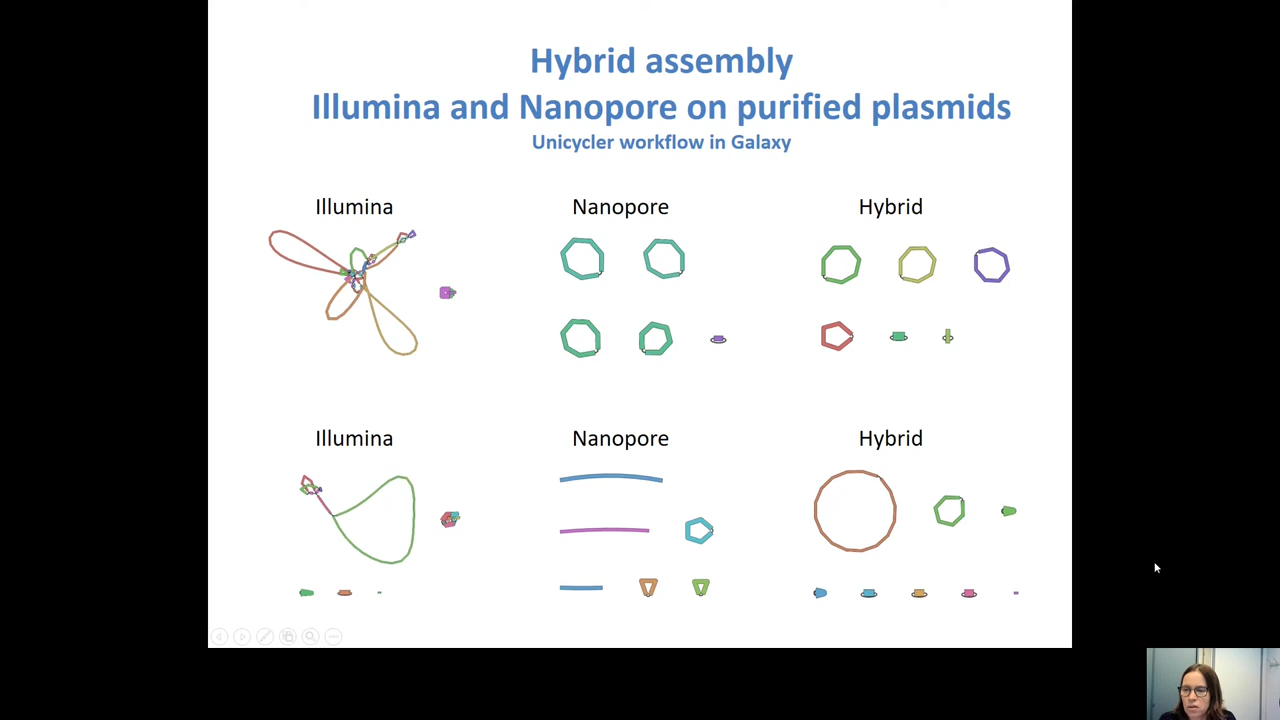 Hybrid assembly
Illumina and Nanopore on purified plasmids
Unicycler workflow in Galaxy
Illumina
Nanopore
Hybrid
Illumina
Nanopore
Hybrid